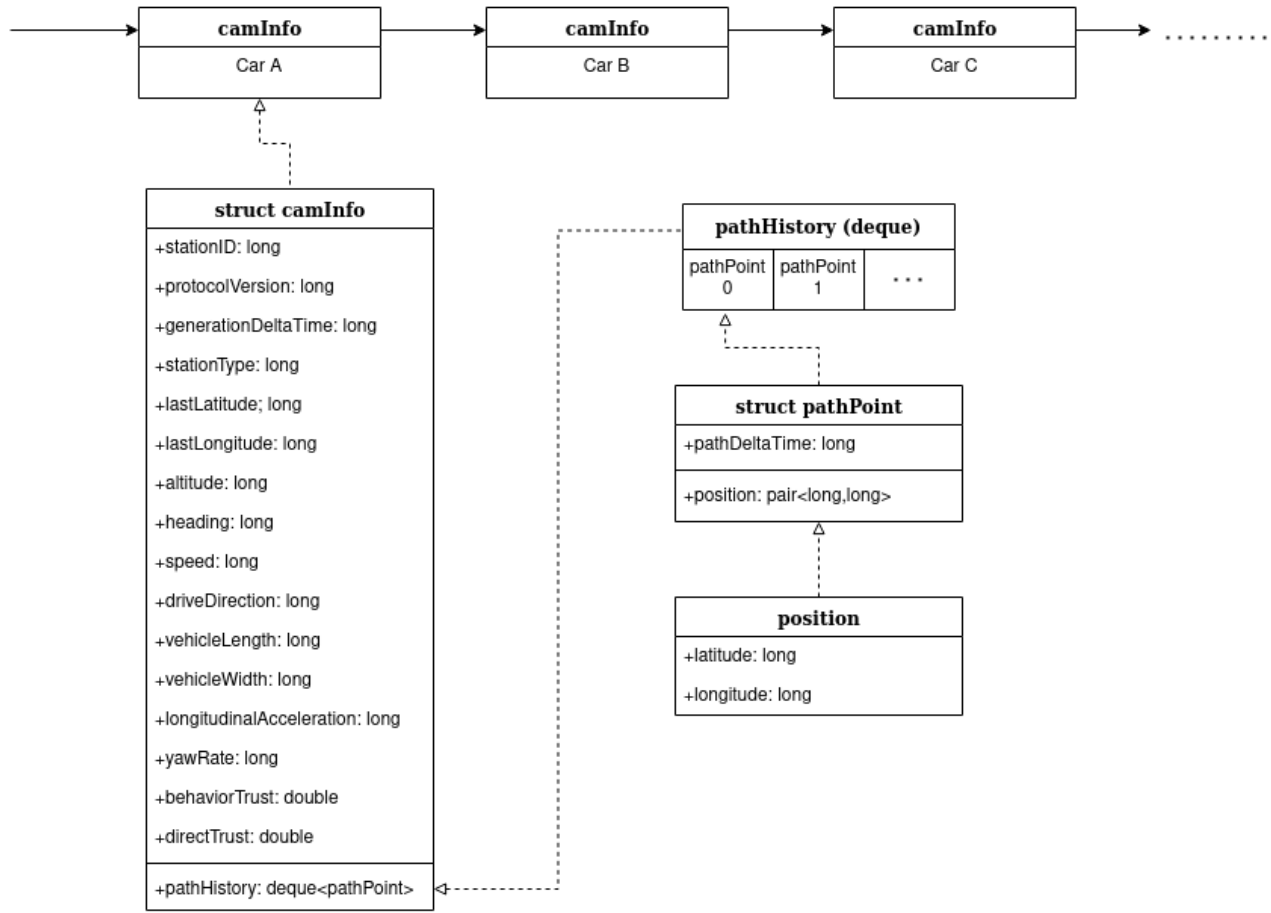 camInfo
Car A
camInfo
Car B
camInfo
Car C
.........
struct camInfo
+stationID: long
+protocolVersion: long
+generationDeltaTime: long
+stationType: long
+lastLatitude; long
+lastLongitude: long
+altitude: long
+heading: long
+speed: long
+driveDirection: long
+vehicleLength: long
+vehicleWidth: long
+longitudinalAcceleration: long
+yawRate: long
+behaviorTrust: double
+directTrust: double
+pathHistory: deque<pathPoint>
pathHistory (deque)
pathPoint
0
pathPoint
1
...
struct pathPoint
+pathDeltaTime: long
+position: pair<long,long>
position
+latitude: long
+longitude: long